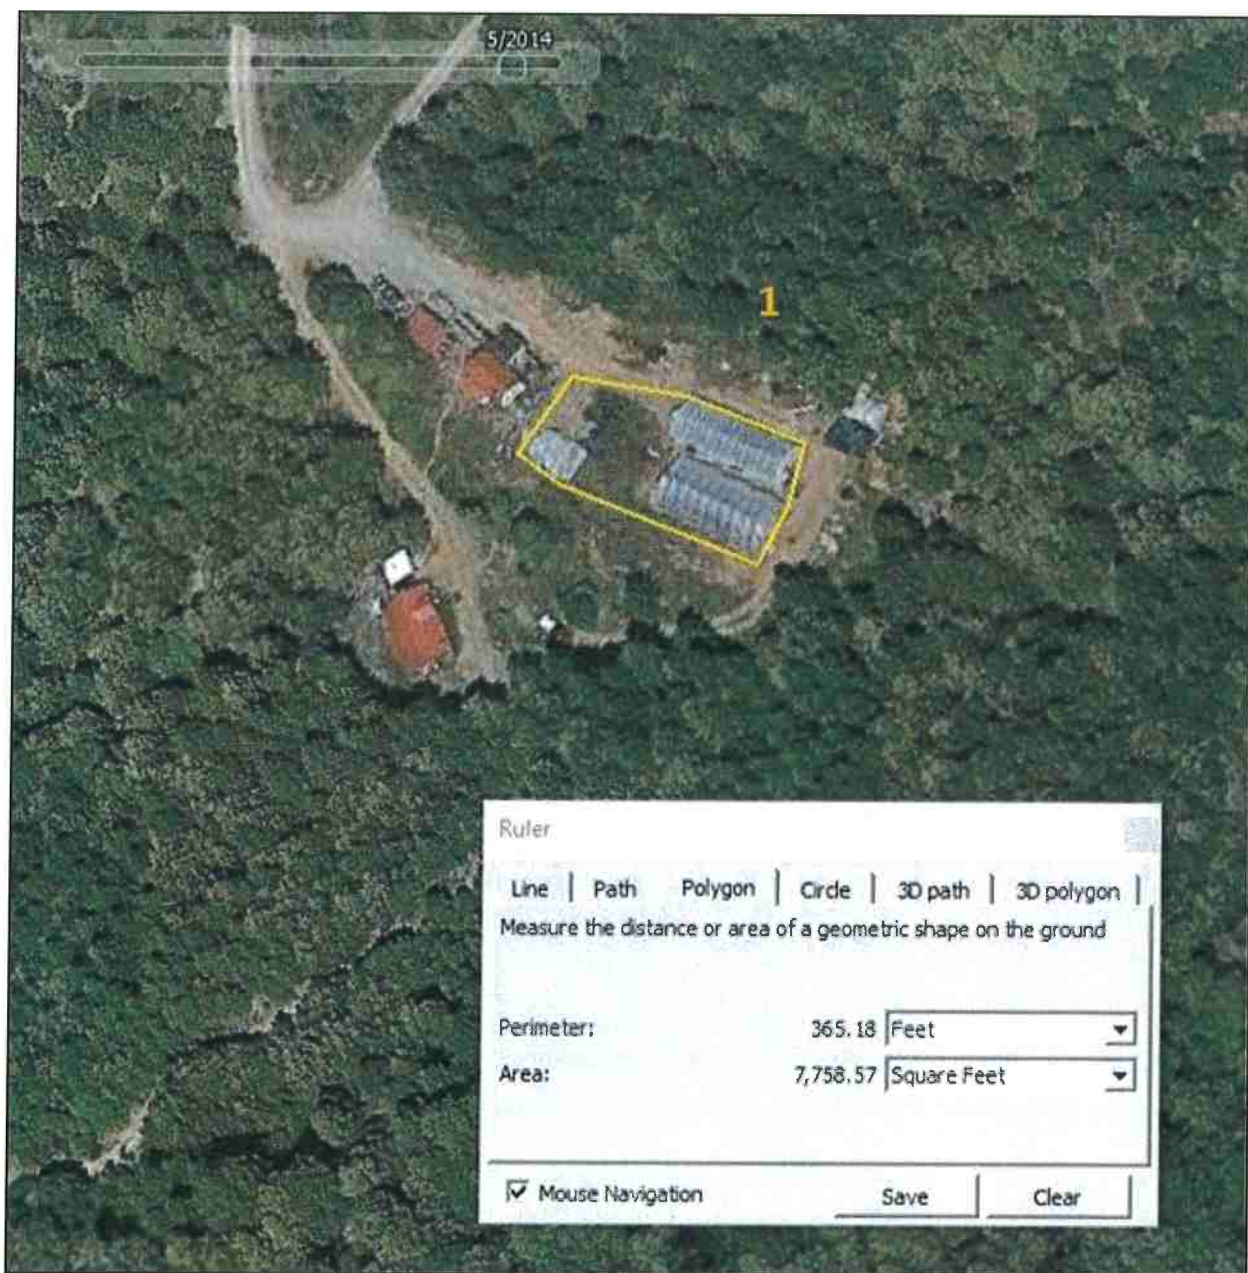 5/2014
1
Ruler
Line | Path Polygon | Circle | 3D path | 3D polygon |
Measure the distance or area of a geometric shape on the ground
Perimeter: 365.18 Feet
Area: 7,758.57 Square Feet
Mouse Navigation Save Clear